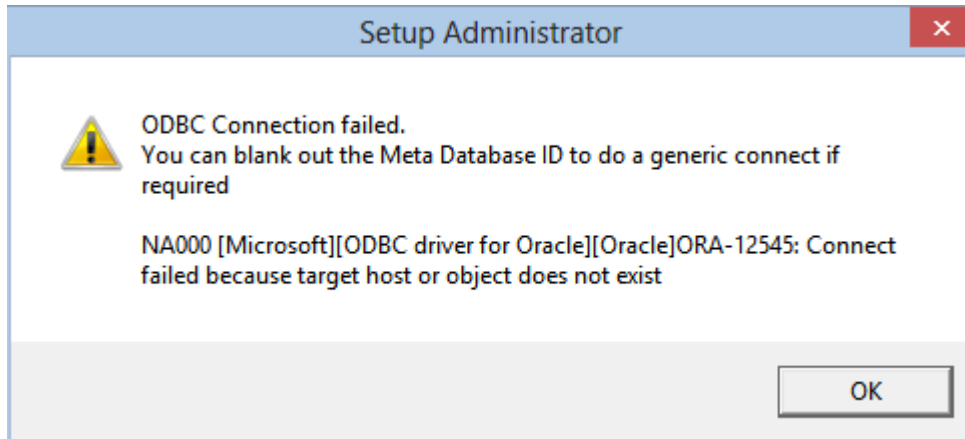 Setup Administrator
ODBC Connection failed.
You can blank out the Meta Database ID to do a generic connect if
required
NA000 [Microsoft][ODBC driver for Oracle][Oracle]ORA-12545: Connect
failed because target host or object does not exist
OK